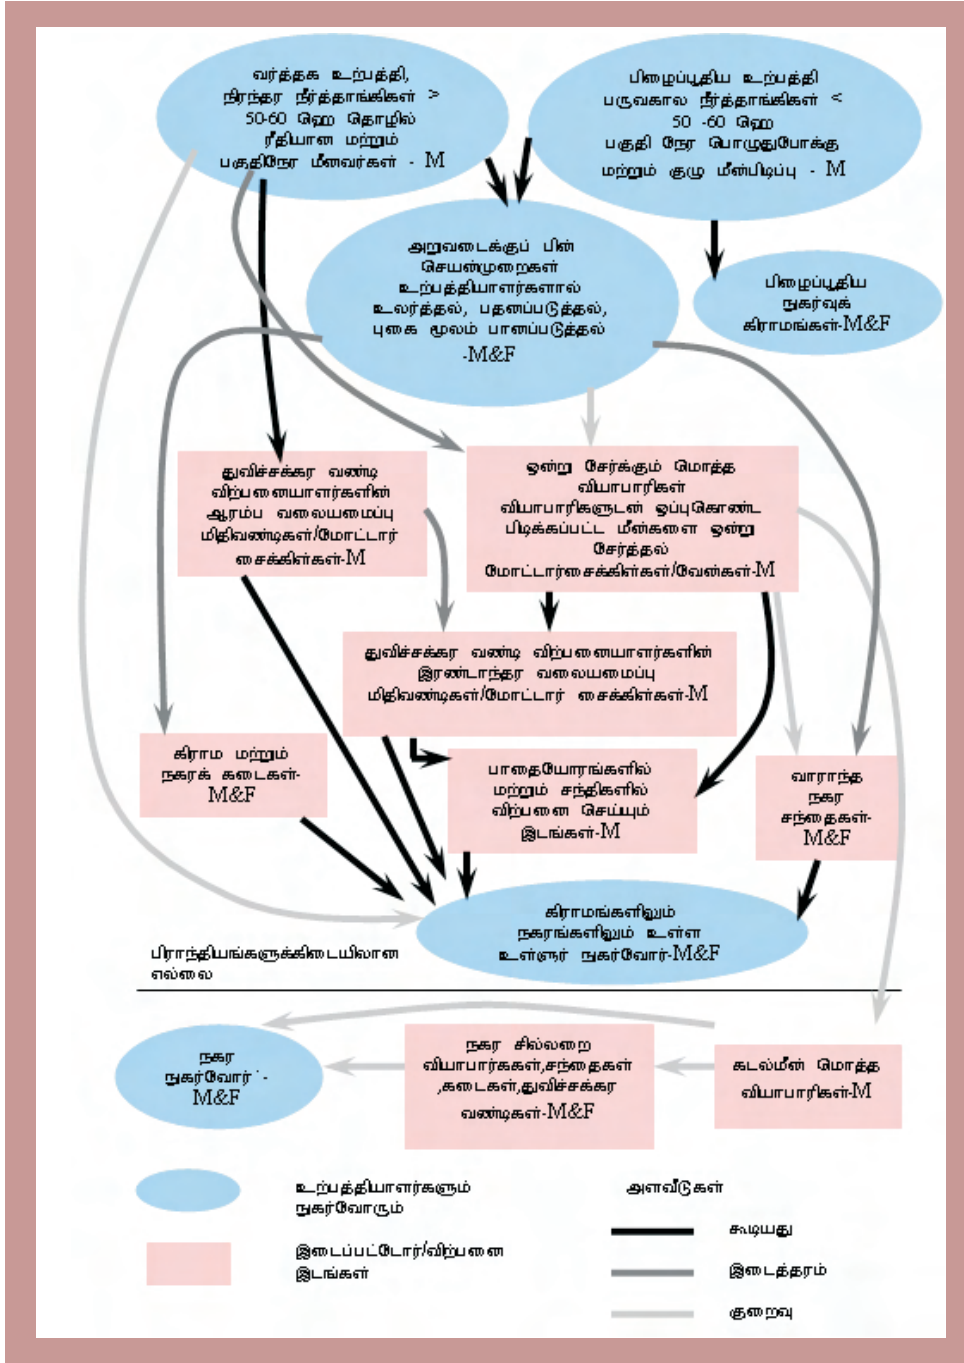 வர்த்தக உற்பத்தி,
நிரந்தர நீர்த்தாங்கிகள் >
50-60 ஹெ தொழில்
ரீதியான மற்றும்
பகுதிநேர மீனவர்கள் - M
பிழைப்பூதிய உற்பத்தி
பருவகால நீர்த்தாங்கிகள் <
50 -60 ஹெ
பகுதி நேர பொழுதுபோக்கு
மற்றும் குழு மீன்பிடிப்பு - M
அறுவடைக்குப் பின்
செயன்முறைகள்
உற்பத்தியாளர்களால்
உலர்த்தல், பதனப்படுத்தல்,
புகை மூலம் பானப்படுத்தல்
-M&F
பிழைப்பூதிய
நுகர்வுக்
கிராமங்கள்-M&F
துவிச்சக்கர வண்டி
விற்பனையாளர்களின்
ஆரம்ப வலையமைப்பு
மிதிவண்டிகள்/மோட்டார்
சைக்கிள்கள்-M
ஒன்று சேர்க்கும் மொத்த
வியாபாரிகள்
வியாபாரிகளுடன் ஒப்புகொண்ட
பிடிக்கப்பட்ட மீன்களை ஒன்று
சேர்த்தல்
மோட்டார்சைக்கிள்கள்/வேன்கள்-M
துவிச்சக்கர வண்டி விற்பனையாளர்களின்
இரண்டாந்தர வலையமைப்பு
மிதிவண்டிகள்/மோட்டார் சைக்கிள்கள்-M
கிராம மற்றும்
நகரக் கடைகள்-
M&F
பாதையோரங்களில்
மற்றும் சந்திகளில்
விற்பனை செய்யும்
இடங்கள்-M
வாராந்த
நகர
சந்தைகள்-
M&F
கிராமங்களிலும்
நகரங்களிலும் உள்ள
உள்ளுர் நுகர்வோர்-M&F
பிராந்தியங்களுக்கிடையிலான
எல்லை
நகர
நுகர்வோர் -
M&F
நகர சில்லறை
வியாபார்ககள்,சந்தைகள்
,கடைகள்,துவிச்சக்கர
வண்டிகள்-M&F
கடல்மீன் மொத்த
வியாபாரிகள்-M
உற்பத்தியாளர்களும்
நுகர்வோரும்
இடைப்பட்டோர்/விற்பனை
இடங்கள்
அளவீடுகள்
கூடியது
இடைத்தரம்
குறைவு